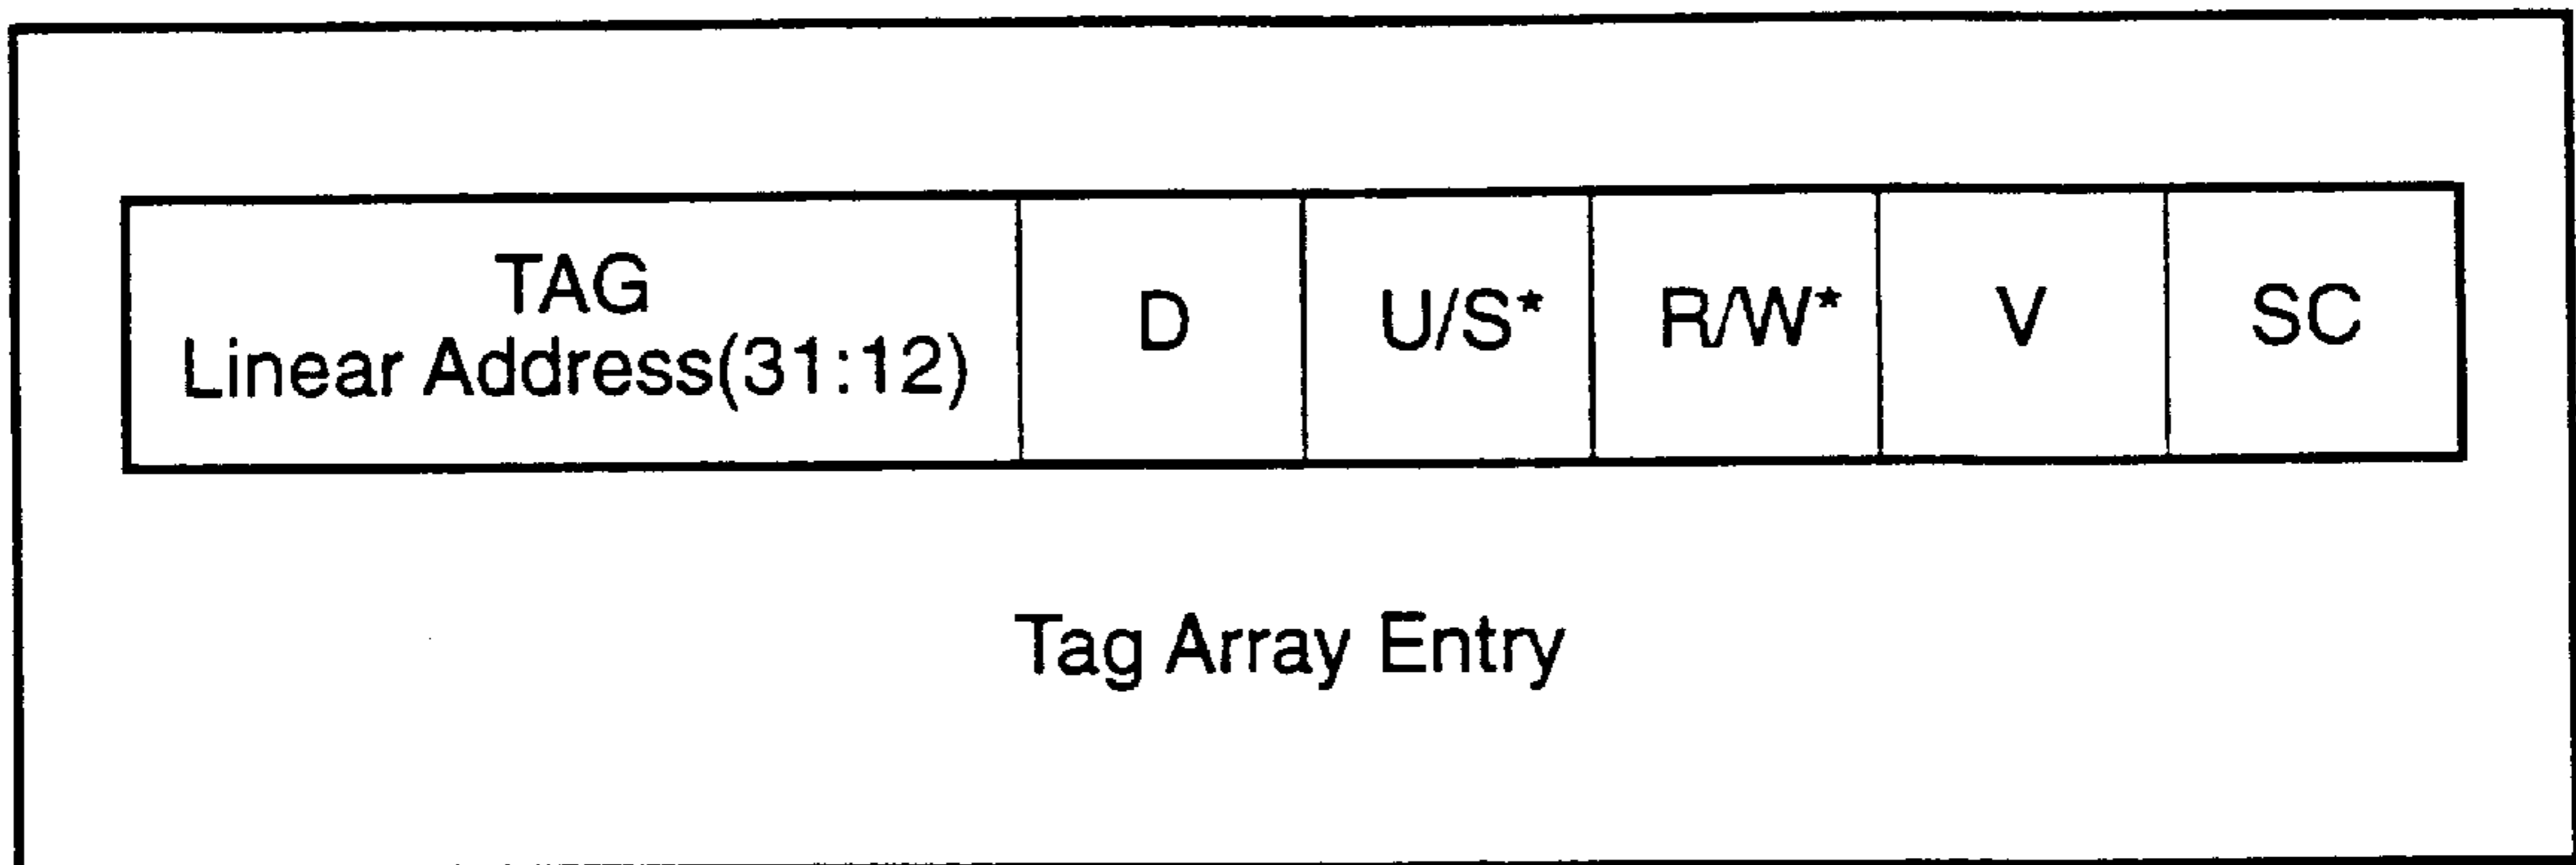 TAG
Linear Address(31:12)
D
U/S*
R/W*
V
SC
Tag Array Entry